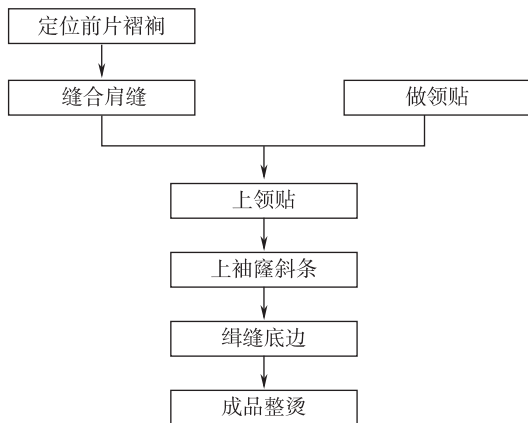 定位前片褶裥
缝合肩缝
做领贴
上领贴
上袖窿斜条
缉缝底边
成品整烫